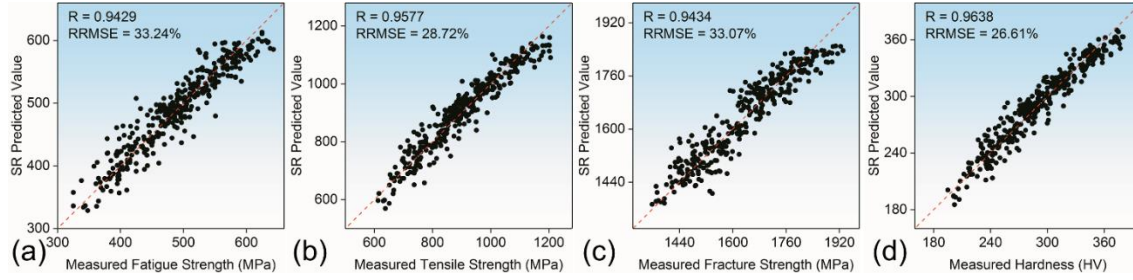 R = 0.9429
RRMSE = 33.24%
600
500
400
300
SR Predicted Value
300 400 500 600
(a) Measured Fatigue Strength (MPa)
R = 0.9577
RRMSE = 28.72%
1200
1000
800
600
SR Predicted Value
600 800 1000 1200
(b) Measured Tensile Strength (MPa)
R = 0.9434
RRMSE = 33.07%
1920
1760
1600
1440
SR Predicted Value
1440 1600 1760 1920
(c) Measured Fracture Strength (MPa)
R = 0.9638
RRMSE = 26.61%
360
300
240
180
SR Predicted Value
180 240 300 360
(d) Measured Hardness (HV)